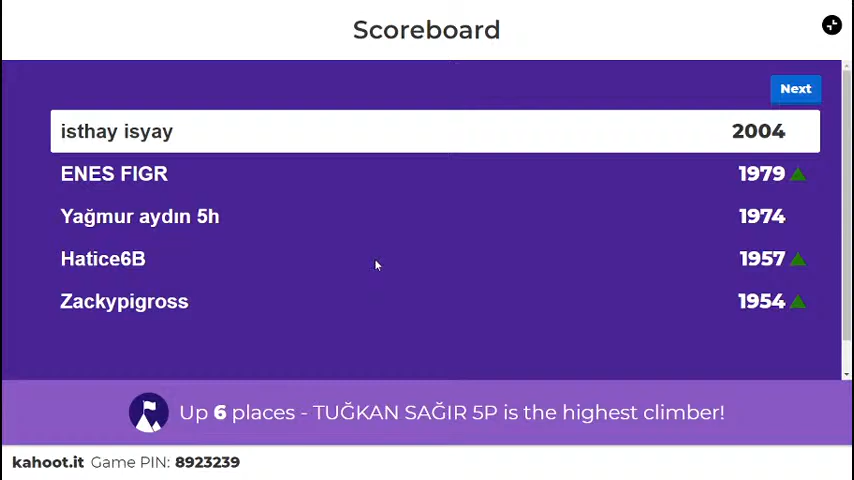 Scoreboard
Next
isthay isyay 2004
ENES FIGR 1979
Yağmur aydın 5h 1974
Hatice6B 1957
Zackypigross 1954
Up 6 places - TUĞKAN SAĞIR 5P is the highest climber!
kahoot.it Game PIN: 8923239